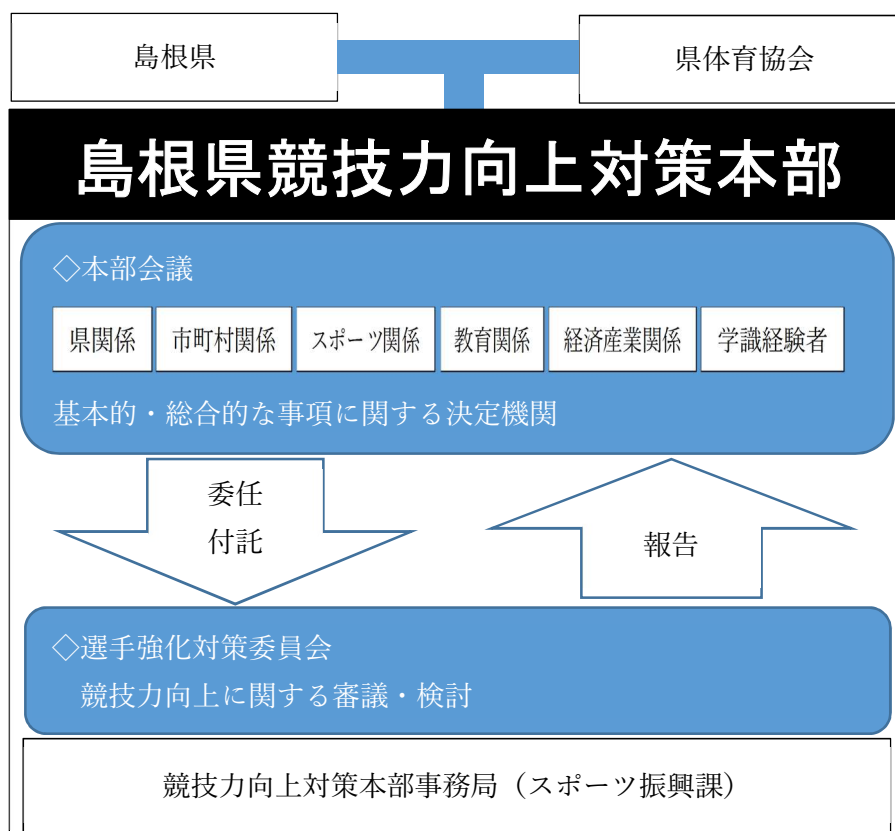 島根県
県体育協会
島根県競技力向上対策本部
◇本部会議
県関係
市町村関係
スポーツ関係
教育関係
経済産業関係
学識経験者
基本的・総合的な事項に関する決定機関
委任
付託
報告
◇選手強化対策委員会
競技力向上に関する審議・検討
競技力向上対策本部事務局（スポーツ振興課）